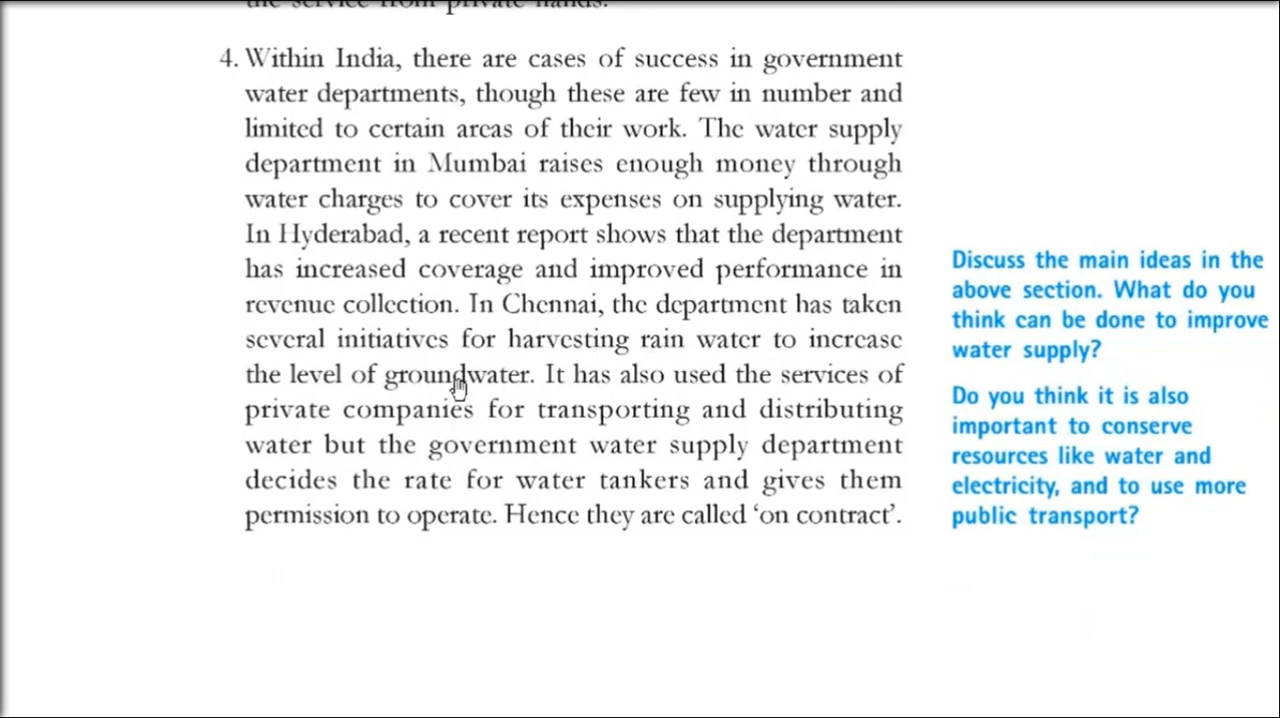 the service from private hands.
4. Within India, there are cases of success in government
water departments, though these are few in number and
limited to certain areas of their work. The water supply
department in Mumbai raises enough money through
water charges to cover its expenses on supplying water.
In Hyderabad, a recent report shows that the department
has increased coverage and improved performance in
revenue collection. In Chennai, the department has taken
several initiatives for harvesting rain water to increase
the level of groundwater. It has also used the services of
private companies for transporting and distributing
water but the government water supply department
decides the rate for water tankers and gives them
permission to operate. Hence they are called ‘on contract’.
Discuss the main ideas in the
above section. What do you
think can be done to improve
water supply?
Do you think it is also
important to conserve
resources like water and
electricity, and to use more
public transport?